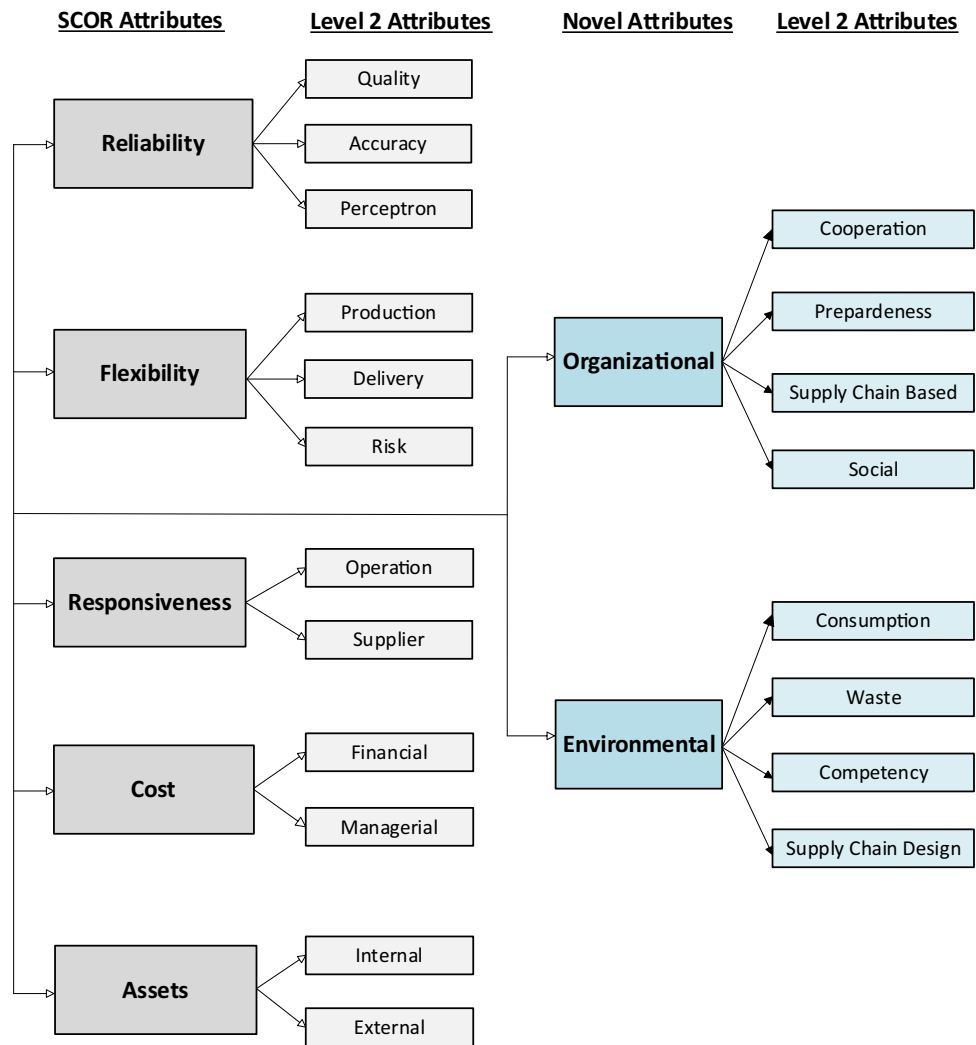 SCOR Attributes
Level 2 Attributes
Novel Attributes
Level 2 Attributes
Reliability
Quality
Accuracy
Perceptron
Flexibility
Production
Delivery
Risk
Responsiveness
Operation
Supplier
Cost
Financial
Managerial
Assets
Internal
External
Organizational
Cooperation
Prepardeness
Supply Chain Based
Social
Environmental
Consumption
Waste
Competency
Supply Chain Design